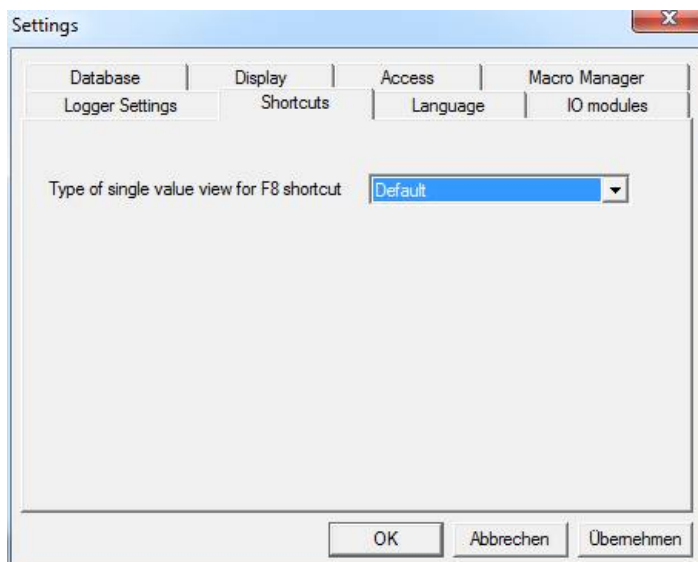 Settings
Database Display Access Macro Manager
Logger Settings Shortcuts Language IO modules
Type of single value view for F8 shortcut Default
OK Abbrechen Übernehmen